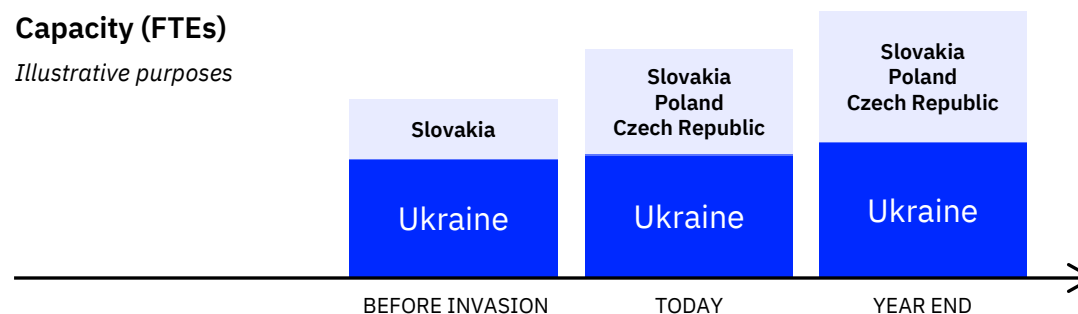 Capacity (FTEs)
Illustrative purposes
Slovakia
Ukraine
Slovakia
Poland
Czech Republic
Ukraine
Slovakia
Poland
Czech Republic
Ukraine
BEFORE INVASION
TODAY
YEAR END